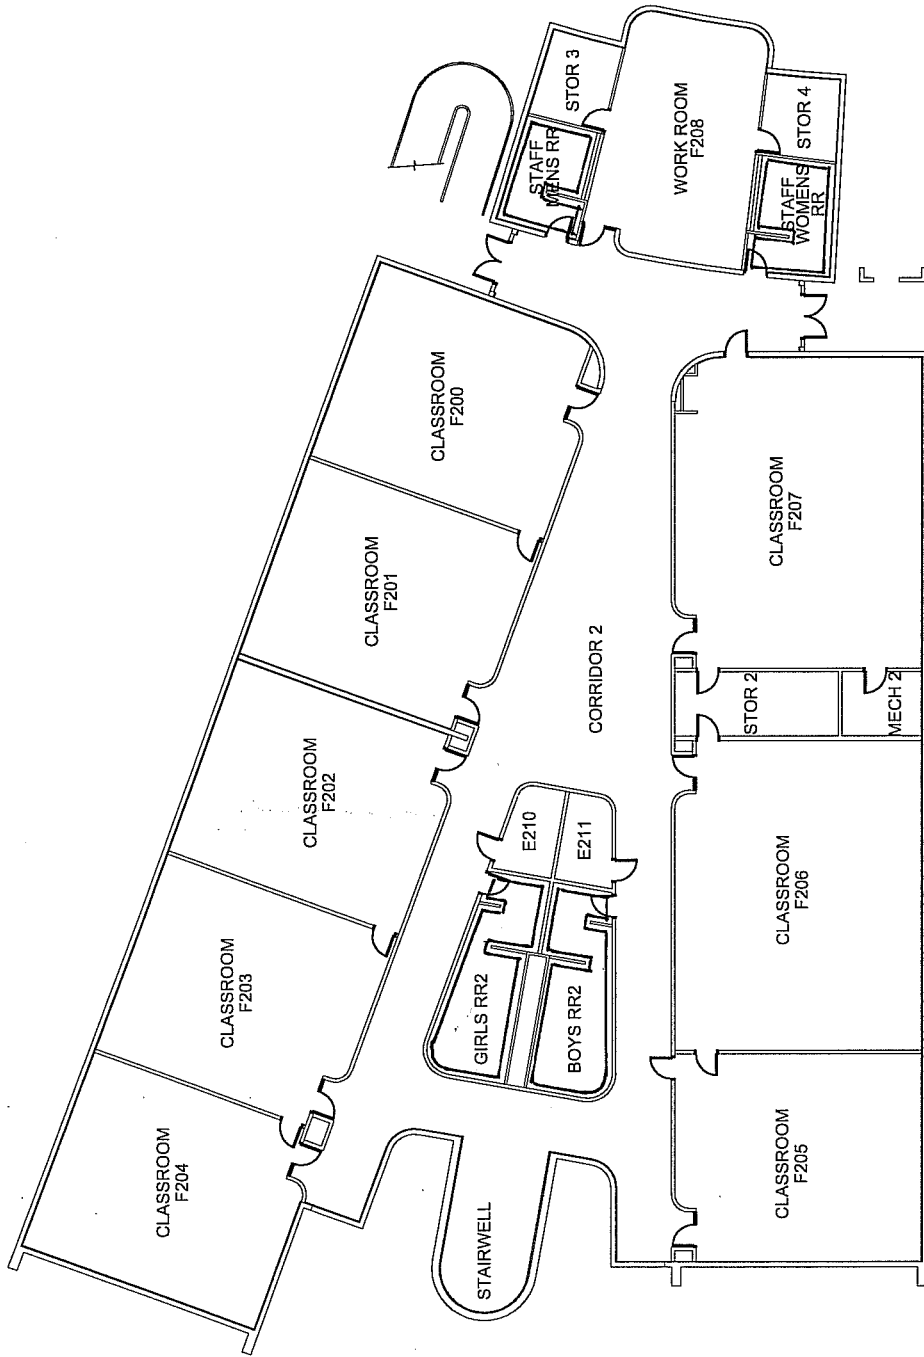 CLASSROOM
F204
CLASSROOM
F203
CLASSROOM
F202
CLASSROOM
F201
CLASSROOM
F200
STAIRWELL
GIRLS RR2
BOYS RR2
E210
E211
CORRIDOR 2
STAFF
MENS RR
STOR 3
WORK ROOM
F208
STAFF
WOMENS
RR
STOR 4
CLASSROOM
F205
CLASSROOM
F206
STOR 2
MECH 2
CLASSROOM
F207